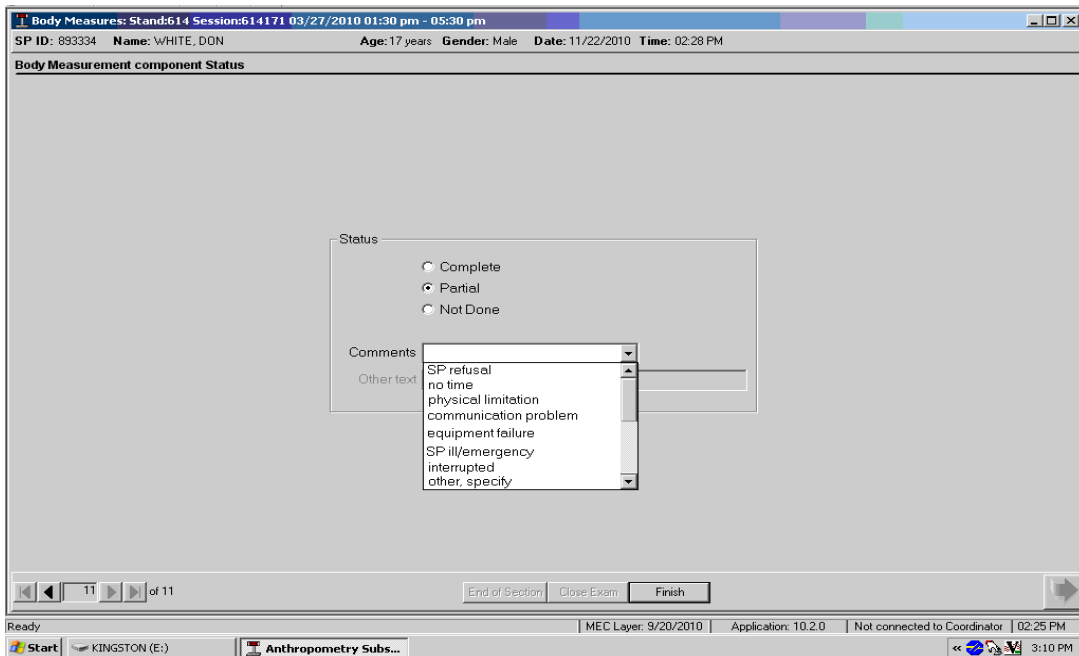 Body Measures: Stand:614 Session:614171 03/27/2010 01:30 pm - 05:30 pm
SP ID: 893334 Name: WHITE, DON Age: 17 years Gender: Male Date: 11/22/2010 Time: 02:28 PM
Body Measurement component Status
Status
Complete
Partial
Not Done
Comments
Other text
SP refusal
no time
physical limitation
communication problem
equipment failure
SP ill/emergency
interrupted
other, specify
11 of 11 End of Section Close Exam Finish
Ready MEC Layer: 9/20/2010 Application: 10.2.0 Not connected to Coordinator 02:25 PM
Start KINGSTON (E:) Anthropometry Subs... « 3:10 PM